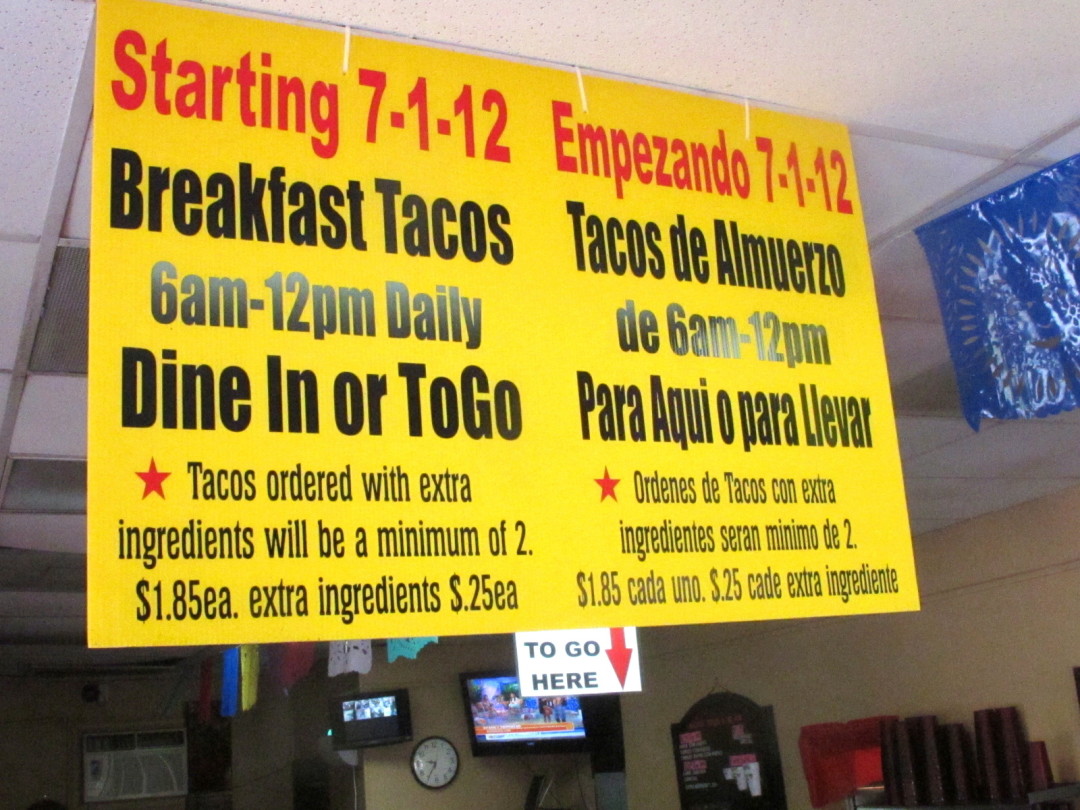 Starting 7-1-12
Breakfast Tacos
6am-12pm Daily
Dine In or ToGo
★ Tacos ordered with extra
ingredients will be a minimum of 2.
$1.85ea. extra ingredients $.25ea
Empezando 7-1-12
Tacos de Almuerzo
de 6am-12pm
Para Aqui o para Llevar
★ Ordenes de Tacos con extra
ingredientes seran minimo de 2.
$1.85 cada uno. $.25 cade extra ingrediente
TO GO
HERE